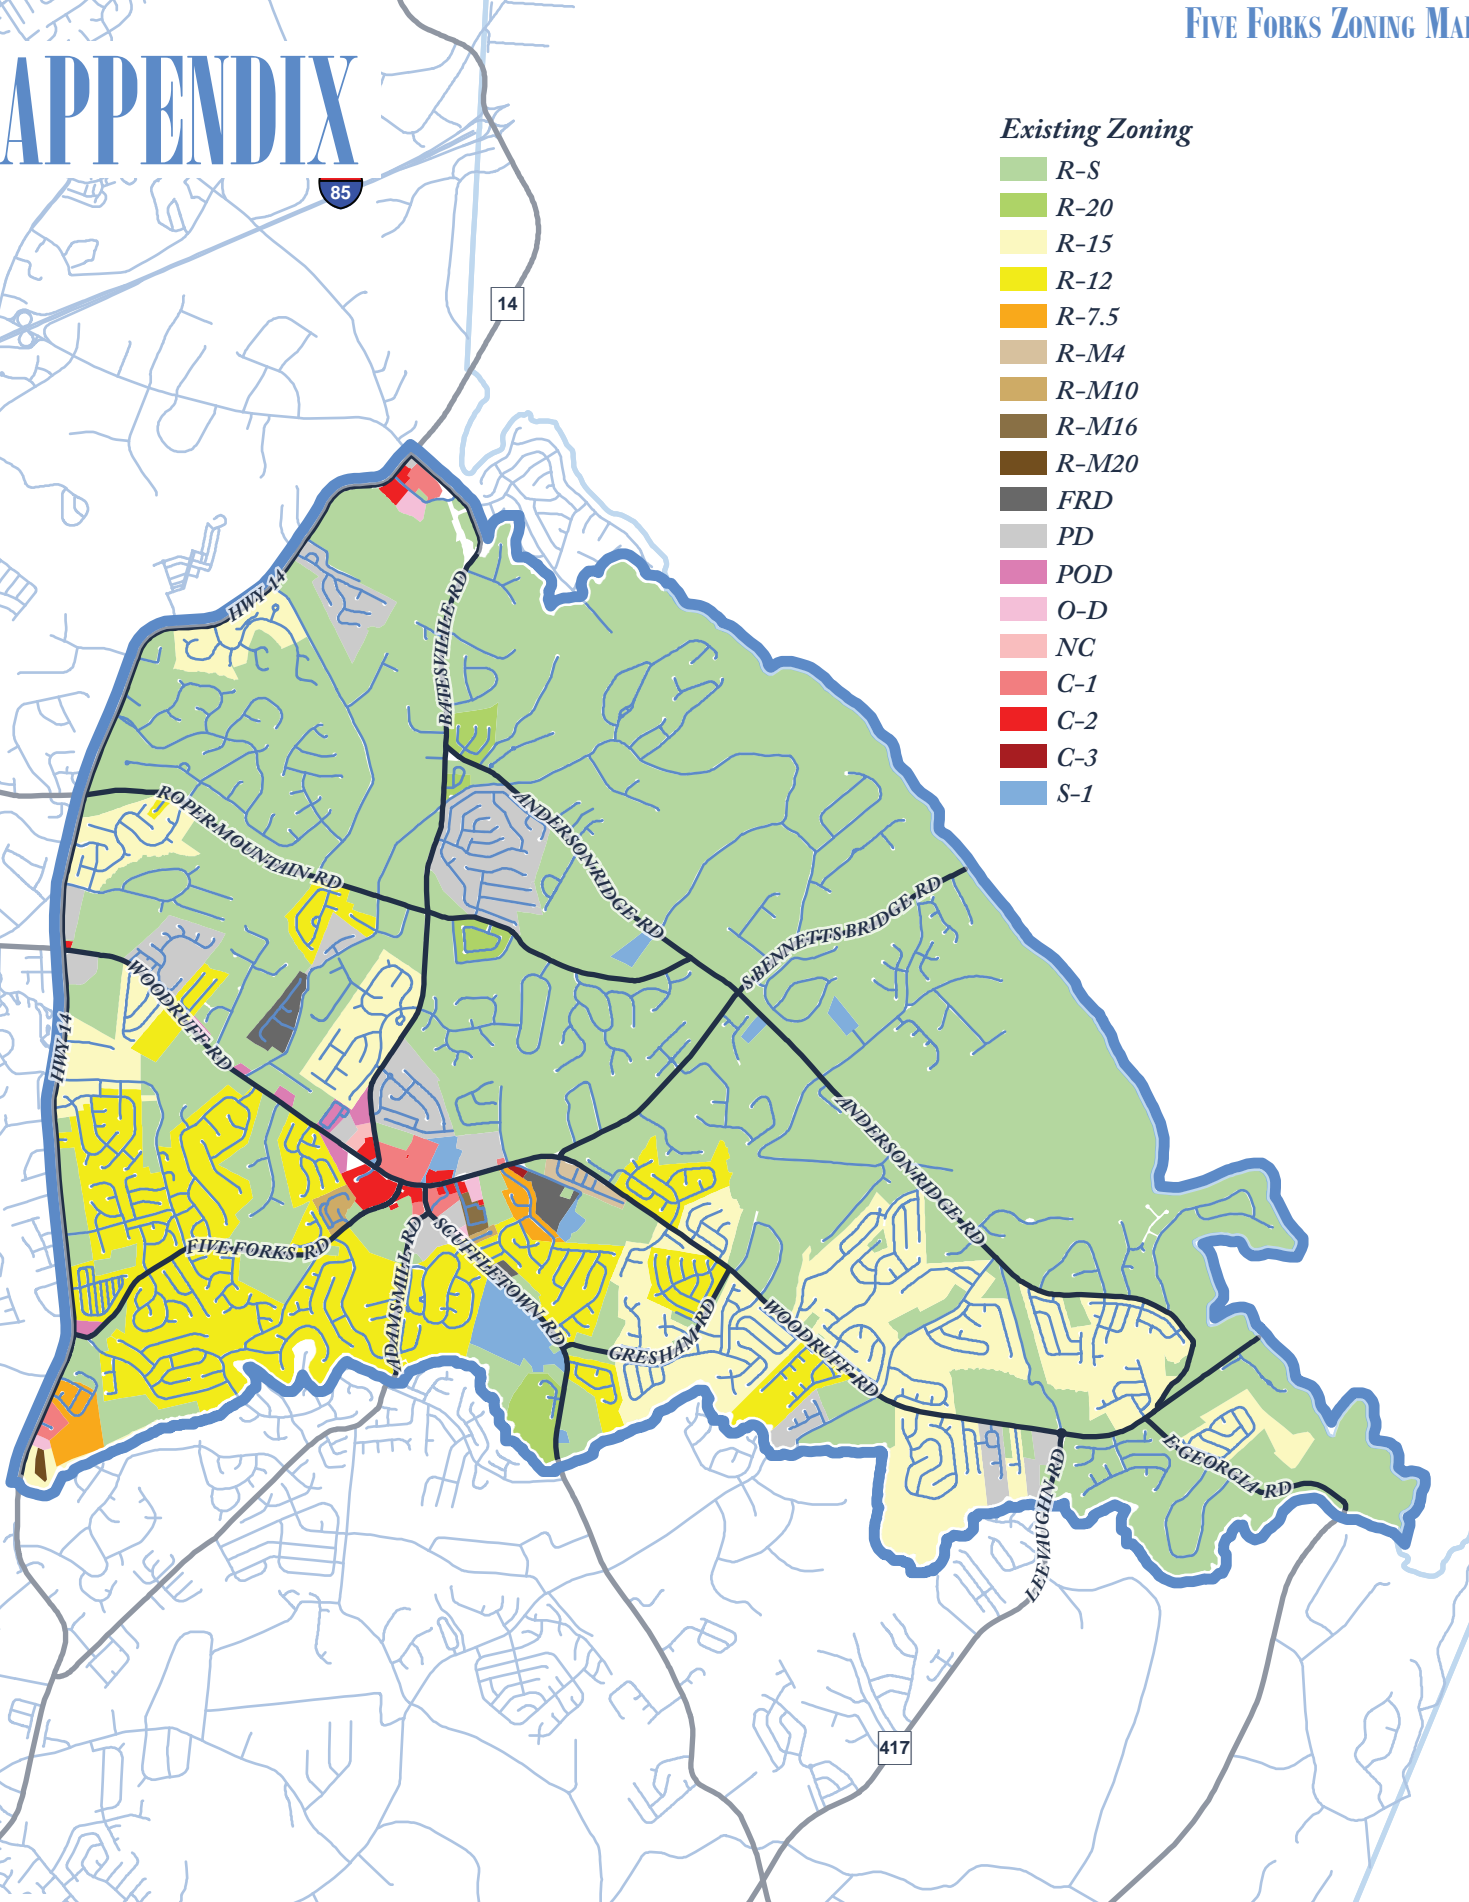 FIVE FORKS ZONING MAP
APPENDIX
85
14
Existing Zoning
R-S
R-20
R-15
R-12
R-7.5
R-M4
R-M10
R-M16
R-M20
FRD
PD
POD
O-D
NC
C-1
C-2
C-3
S-1
HWY 14
BATESVILLE RD
ROPER MOUNTAIN RD
ANDERSON RIDGE RD
S BENNETTS BRIDGE RD
WOODRUFF RD
HWY 14
ANDERSON RIDGE RD
FIVE FORKS RD
ADAMS MILL RD
SCUFFLETOWN RD
GRESHAM RD
WOODRUFF RD
E GEORGIA RD
LEE VAUGHN RD
417